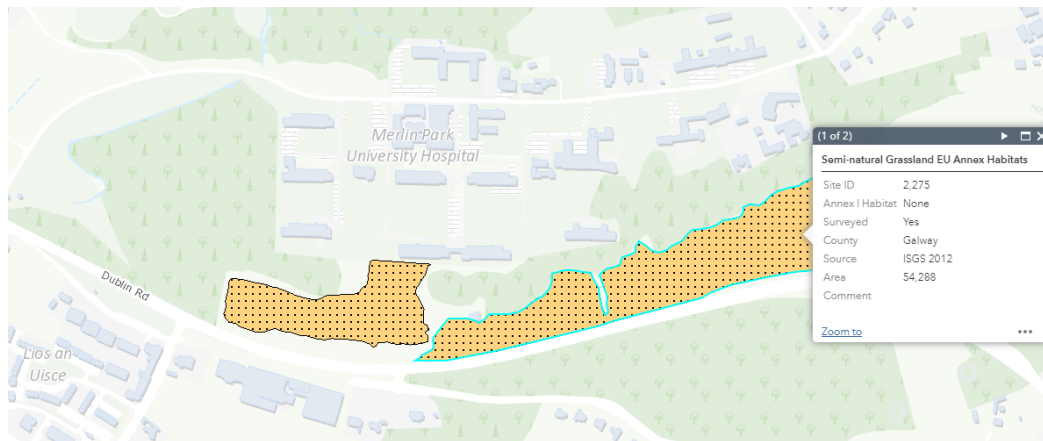 Merlin Park
University Hospital
Dublin Rd
Lios an
Uisce
(1 of 2)
Semi-natural Grassland EU Annex Habitats
Site ID 2,275
Annex I Habitat None
Surveyed Yes
County Galway
Source ISGS 2012
Area 54,288
Comment
Zoom to